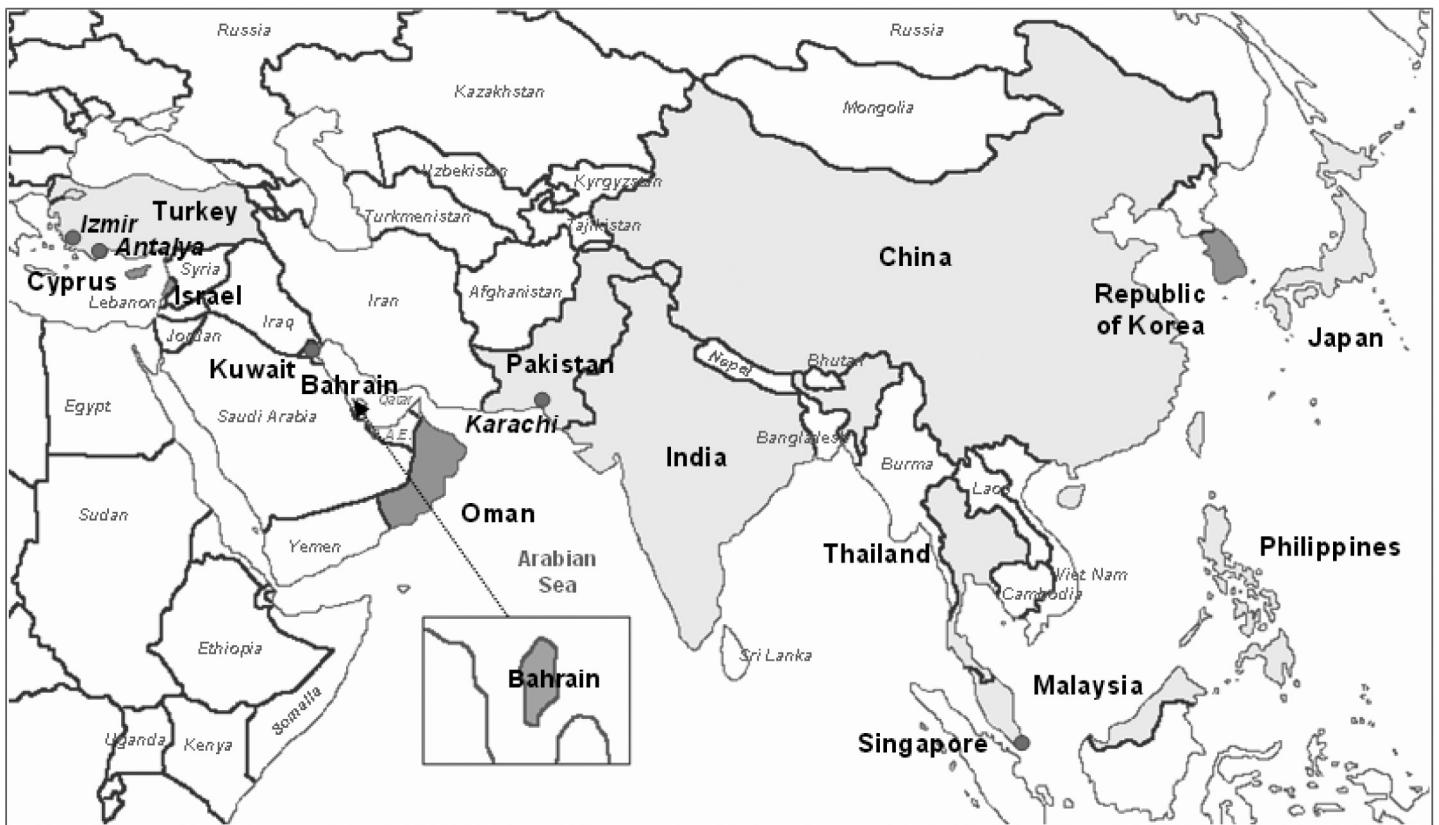 Russia
Russia
Kazakhstan
Mongolia
Uzbekistan
Kyrgyzstan
Turkey
Turkmenistan
Izmir
Tajikistan
Antalya
China
Syria
Cyprus
Afghanistan
Israel
Lebanon
Iran
Republic
of Korea
Iraq
Jordan
Japan
Kuwait
Pakistan
Nepal
Bhutan
Bahrain
Qatar
Egypt
Saudi Arabia
Karachi
.A.E.
Bangladesh
India
Burma
Laos
Sudan
Oman
Yemen
Arabian
Sea
Thailand
Philippines
Viet Nam
Cambodia
Ethiopia
Sri Lanka
Bahrain
Malaysia
Somalia
Uganda
Kenya
Singapore